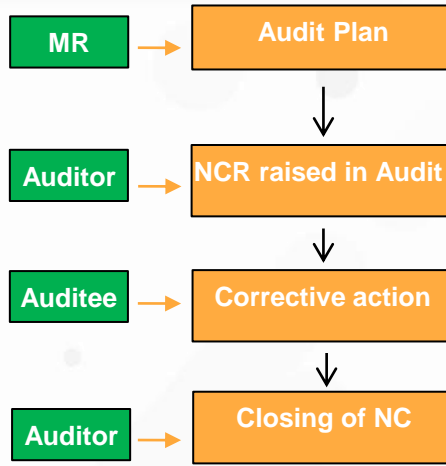 MR
Audit Plan
Auditor
NCR raised in Audit
Auditee
Corrective action
Auditor
Closing of NC